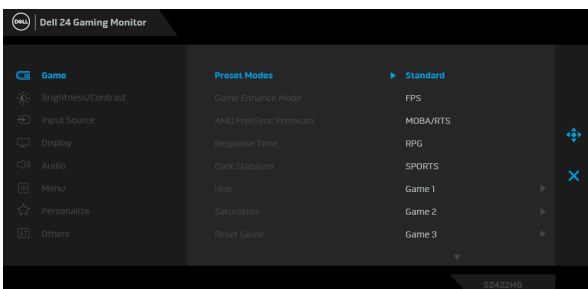 DELL Dell 24 Gaming Monitor
Game Preset Modes Standard
Brightness/Contrast Game Enhance Mode FPS
Input Source AMD FreeSync Premium MOBA/RTS
Display Response Time RPG
Audio Dark Stabilizer SPORTS
Menu Hue Game 1
Personalize Saturation Game 2
Others Reset Game Game 3
S2422HG